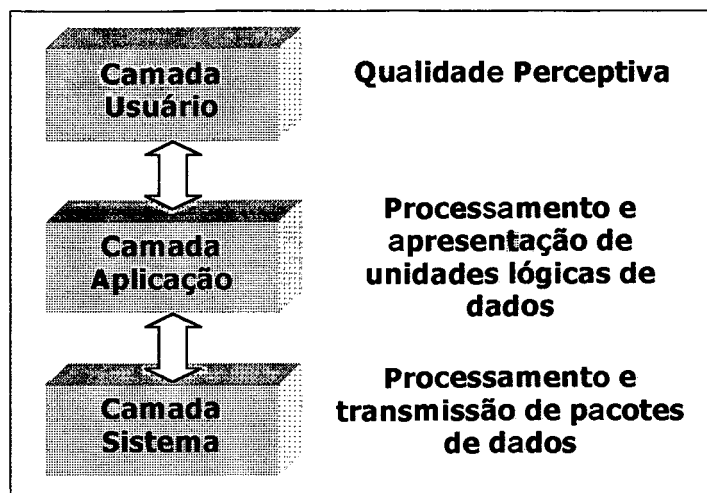 Camada
Usuário
Qualidade Perceptiva
Camada
Aplicação
Processamento e
apresentação de
unidades lógicas de
dados
Camada
Sistema
Processamento e
transmissão de pacotes
de dados